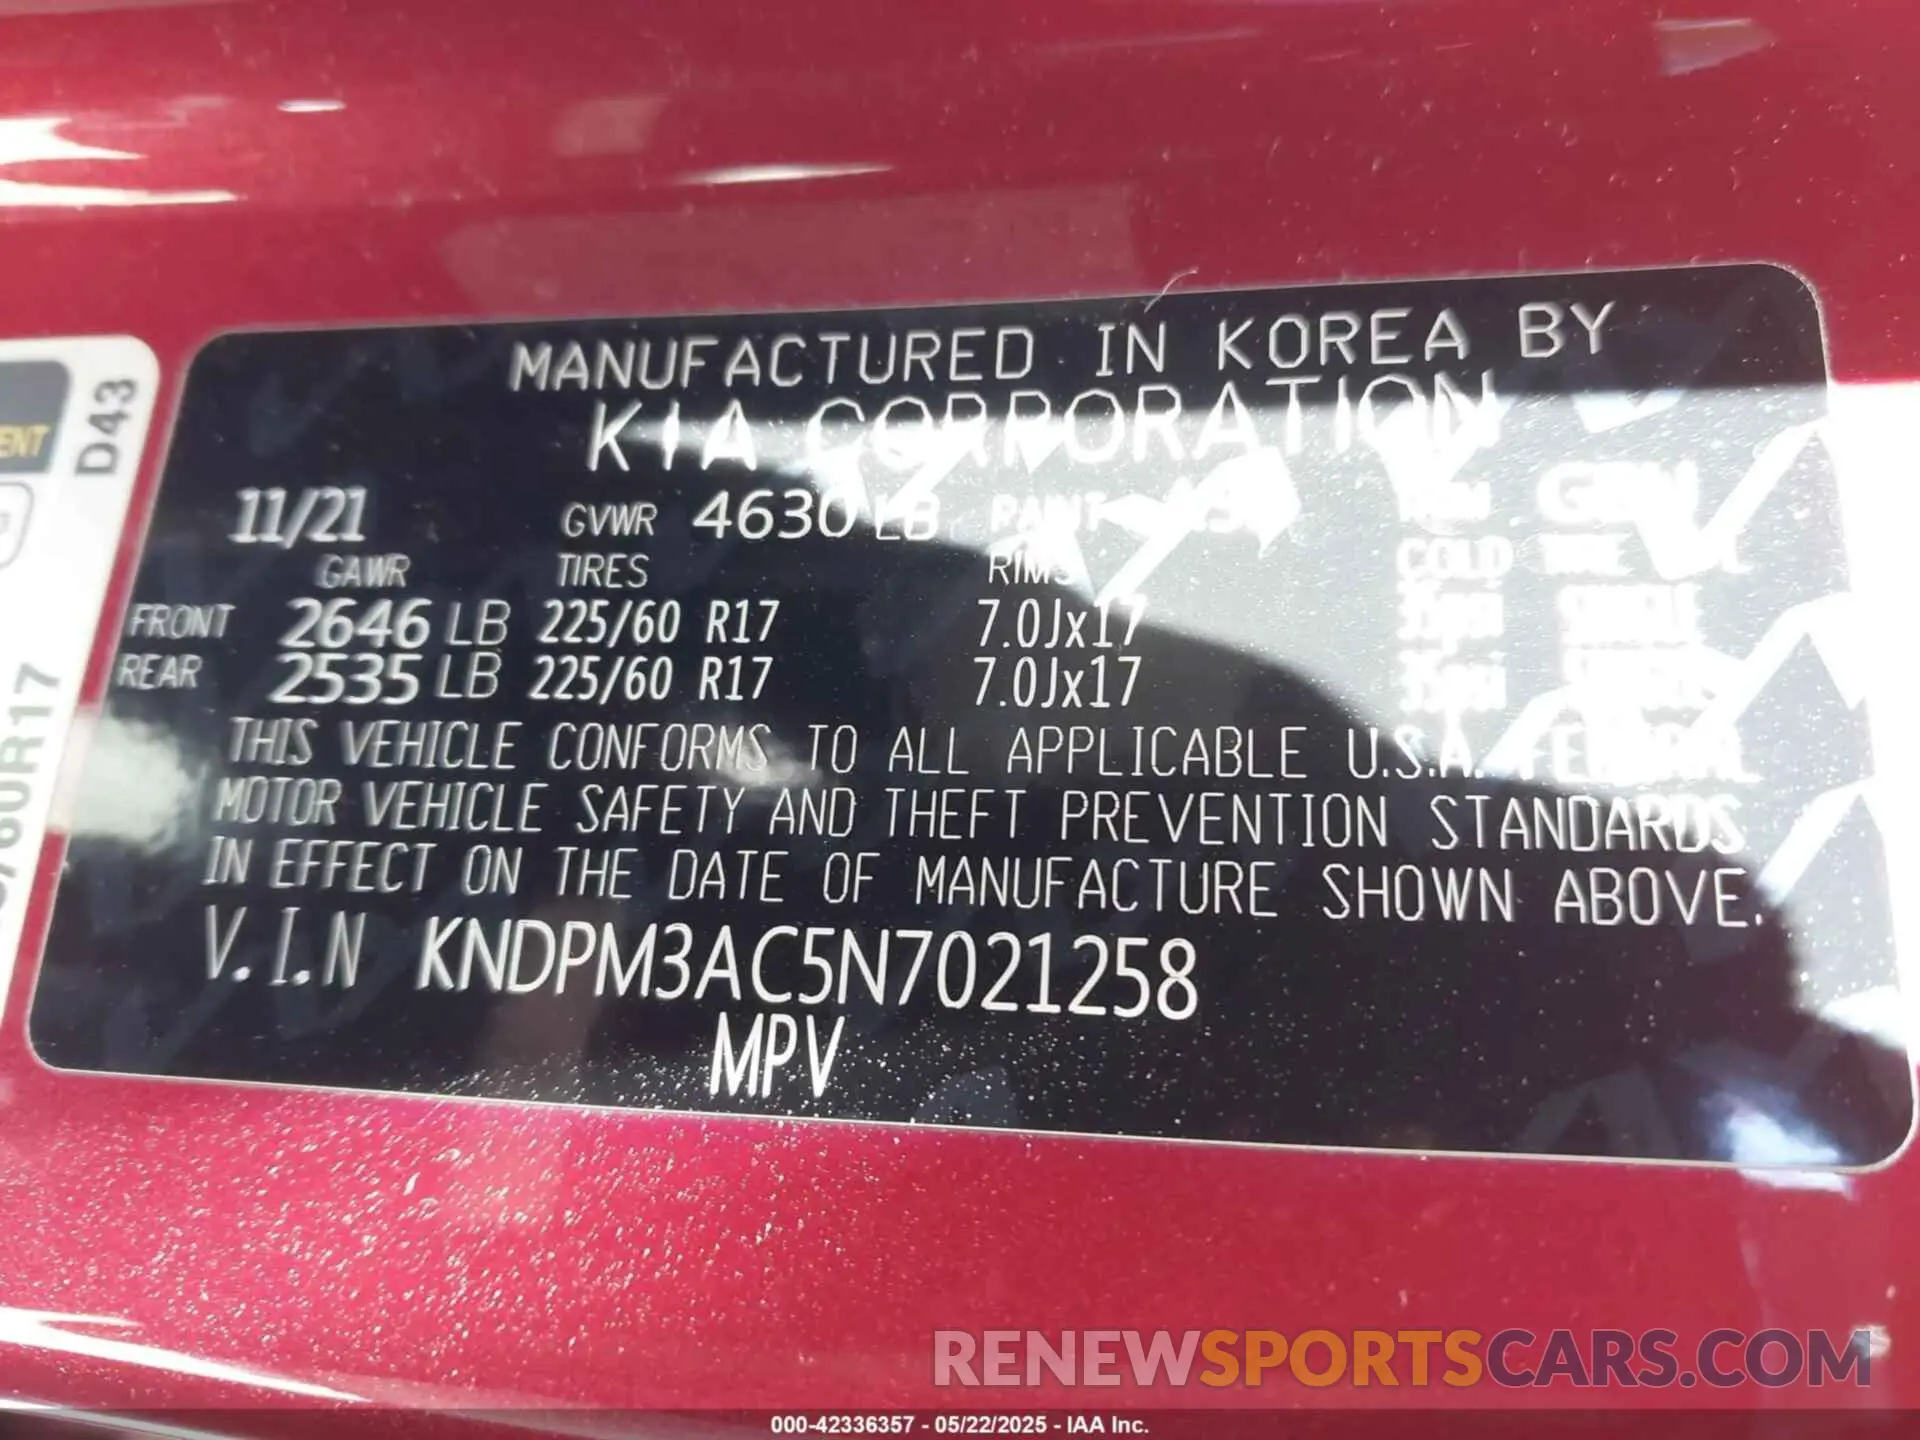 MANUFACTURED IN KOREA BY
KIA CORPORATION
11/21 GVWR 4630 LB PAINT
GAWR TIRES RIMS COLD
FRONT 2646 LB 225/60 R17 7.0Jx17
REAR 2535 LB 225/60 R17 7.0Jx17
THIS VEHICLE CONFORMS TO ALL APPLICABLE U.S.A. FEDERAL
MOTOR VEHICLE SAFETY AND THEFT PREVENTION STANDARDS
IN EFFECT ON THE DATE OF MANUFACTURE SHOWN ABOVE.
V.I.N KNDPM3AC5N7021258
MPV
D43
RENEWSPORTSCARS.COM
000-42336357 - 05/22/2025 - IAA Inc.